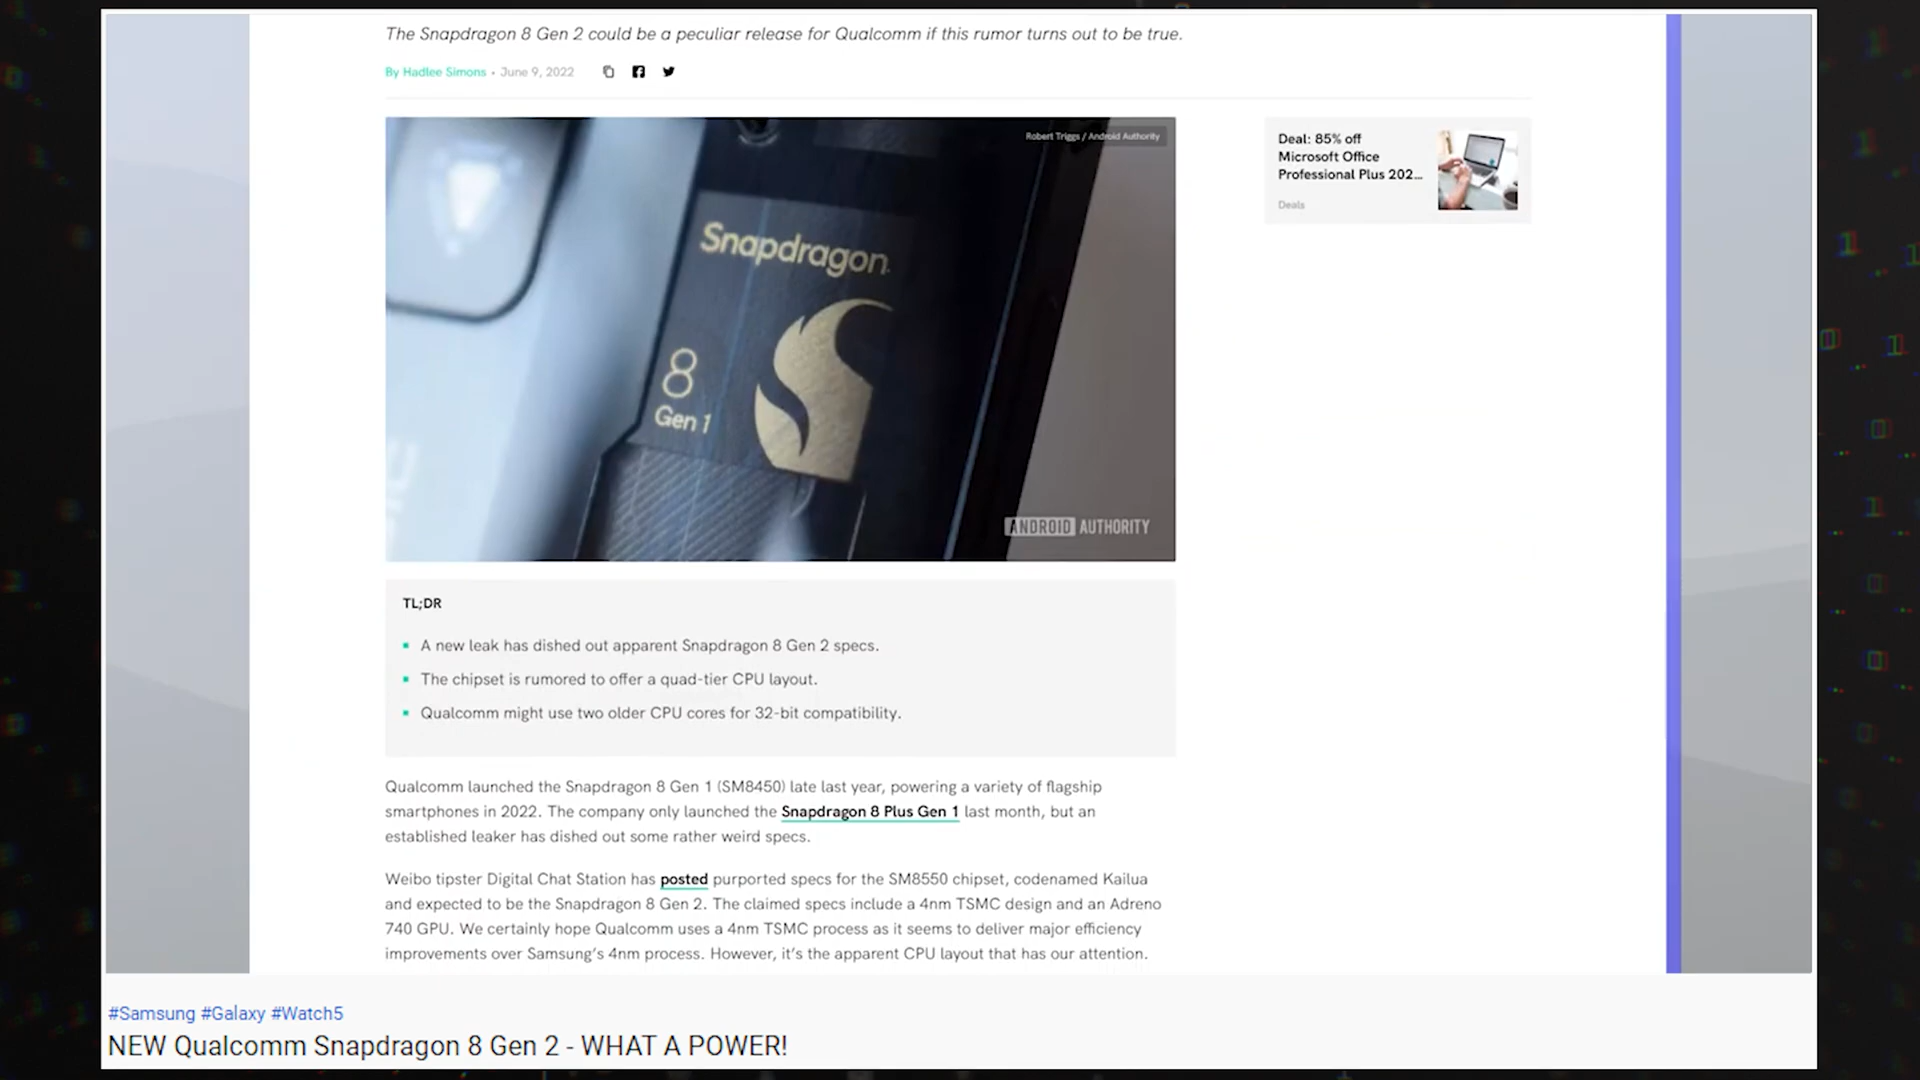 The Snapdragon 8 Gen 2 could be a peculiar release for Qualcomm if this rumor turns out to be true.
By Hadlee Simons • June 9, 2022
Robert Triggs / Android Authority
Snapdragon
8
Gen 1
ANDROID AUTHORITY
Deal: 85% off
Microsoft Office
Professional Plus 202...
Deals
TL;DR
A new leak has dished out apparent Snapdragon 8 Gen 2 specs.
The chipset is rumored to offer a quad-tier CPU layout.
Qualcomm might use two older CPU cores for 32-bit compatibility.
Qualcomm launched the Snapdragon 8 Gen 1 (SM8450) late last year, powering a variety of flagship
smartphones in 2022. The company only launched the Snapdragon 8 Plus Gen 1 last month, but an
established leaker has dished out some rather weird specs.
Weibo tipster Digital Chat Station has posted purported specs for the SM8550 chipset, codenamed Kailua
and expected to be the Snapdragon 8 Gen 2. The claimed specs include a 4nm TSMC design and an Adreno
740 GPU. We certainly hope Qualcomm uses a 4nm TSMC process as it seems to deliver major efficiency
improvements over Samsung's 4nm process. However, it's the apparent CPU layout that has our attention.
#Samsung #Galaxy #Watch5
NEW Qualcomm Snapdragon 8 Gen 2 - WHAT A POWER!